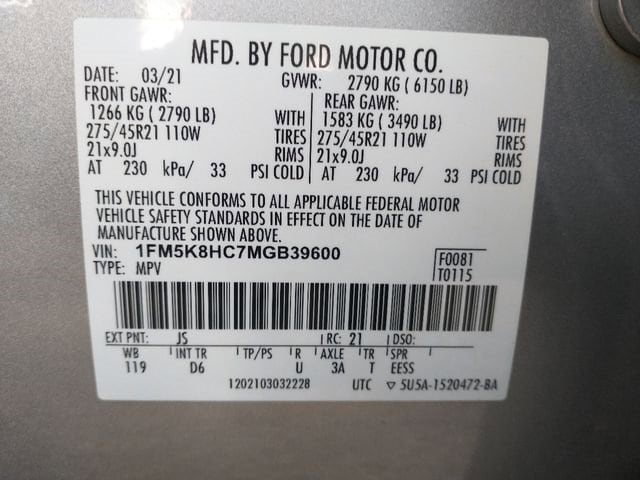 MFD. BY FORD MOTOR CO.
DATE: 03/21 GVWR: 2790 KG ( 6150 LB)
FRONT GAWR: REAR GAWR:
1266 KG ( 2790 LB) WITH 1583 KG ( 3490 LB) WITH
275/45R21 110W TIRES 275/45R21 110W TIRES
21x9.0J RIMS 21x9.0J RIMS
AT 230 kPa/ 33 PSI COLD AT 230 kPa/ 33 PSI COLD
THIS VEHICLE CONFORMS TO ALL APPLICABLE FEDERAL MOTOR
VEHICLE SAFETY STANDARDS IN EFFECT ON THE DATE OF
MANUFACTURE SHOWN ABOVE.
VIN: 1FM5K8HC7MGB39600 F0081
TYPE: MPV T0115
EXT PNT: JS RC: 21 DSO:
WB INT TR TP/PS R AXLE TR SPR
119 D6 U 3A T EESS
1202103032228 UTC ▽ 5U5A-1520472-BA